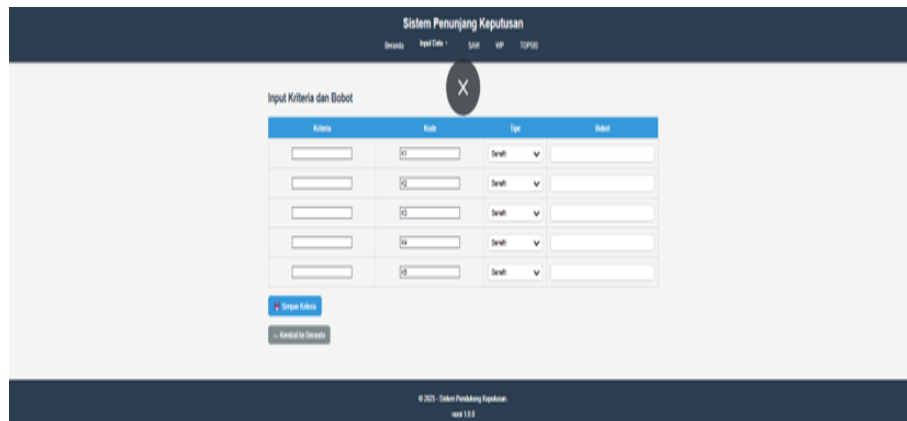 Sistem Penunjang Keputusan
Beranda Input Data SAW WP TOPSIS
Input Kriteria dan Bobot
Kriteria Kode Tipe Bobot
K1 Benefit
K2 Benefit
K3 Benefit
K4 Benefit
K5 Benefit
Simpan Kriteria
← Kembali ke Beranda
© 2025 - Sistem Pendukung Keputusan.
versi 1.0.0